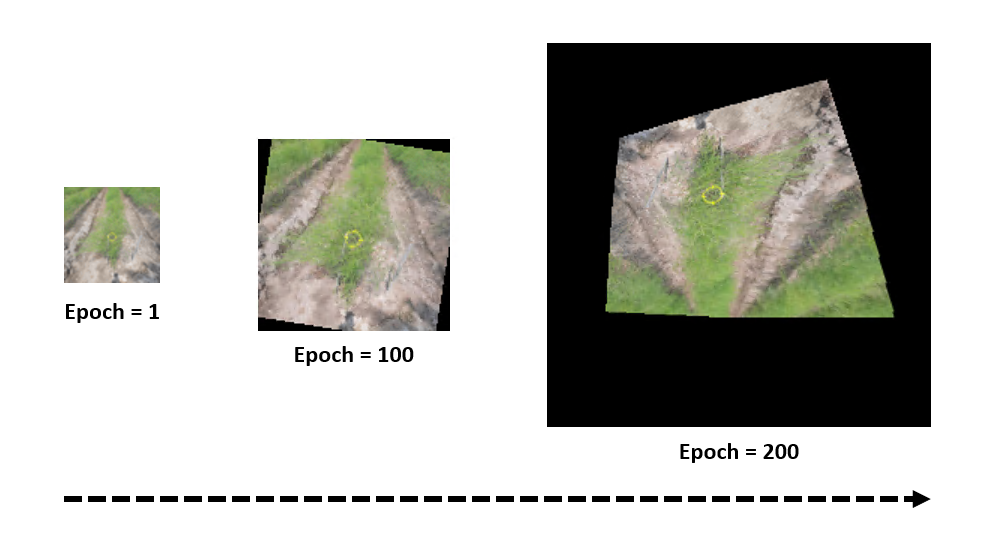 Epoch = 1
Epoch = 100
Epoch = 200